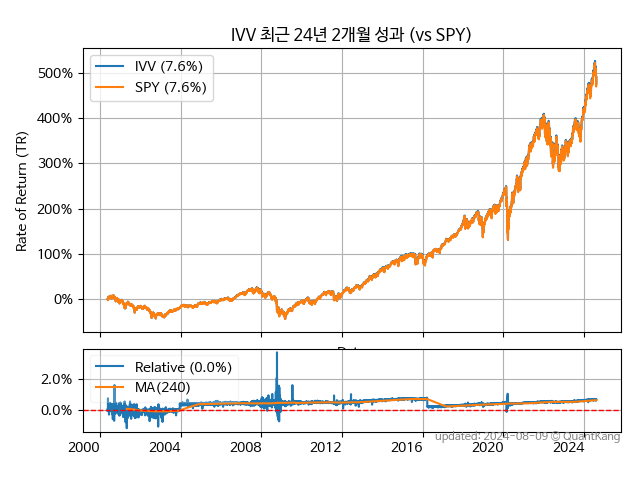 IVV 최근 24년 2개월 성과 (vs SPY)
IVV (7.6%)
SPY (7.6%)
Rate of Return (TR)
500%
400%
300%
200%
100%
0%
Relative (0.0%)
MA(240)
2.0%
0.0%
updated: 2024-08-09 © QuantKang
2000 2004 2008 2012 2016 2020 2024